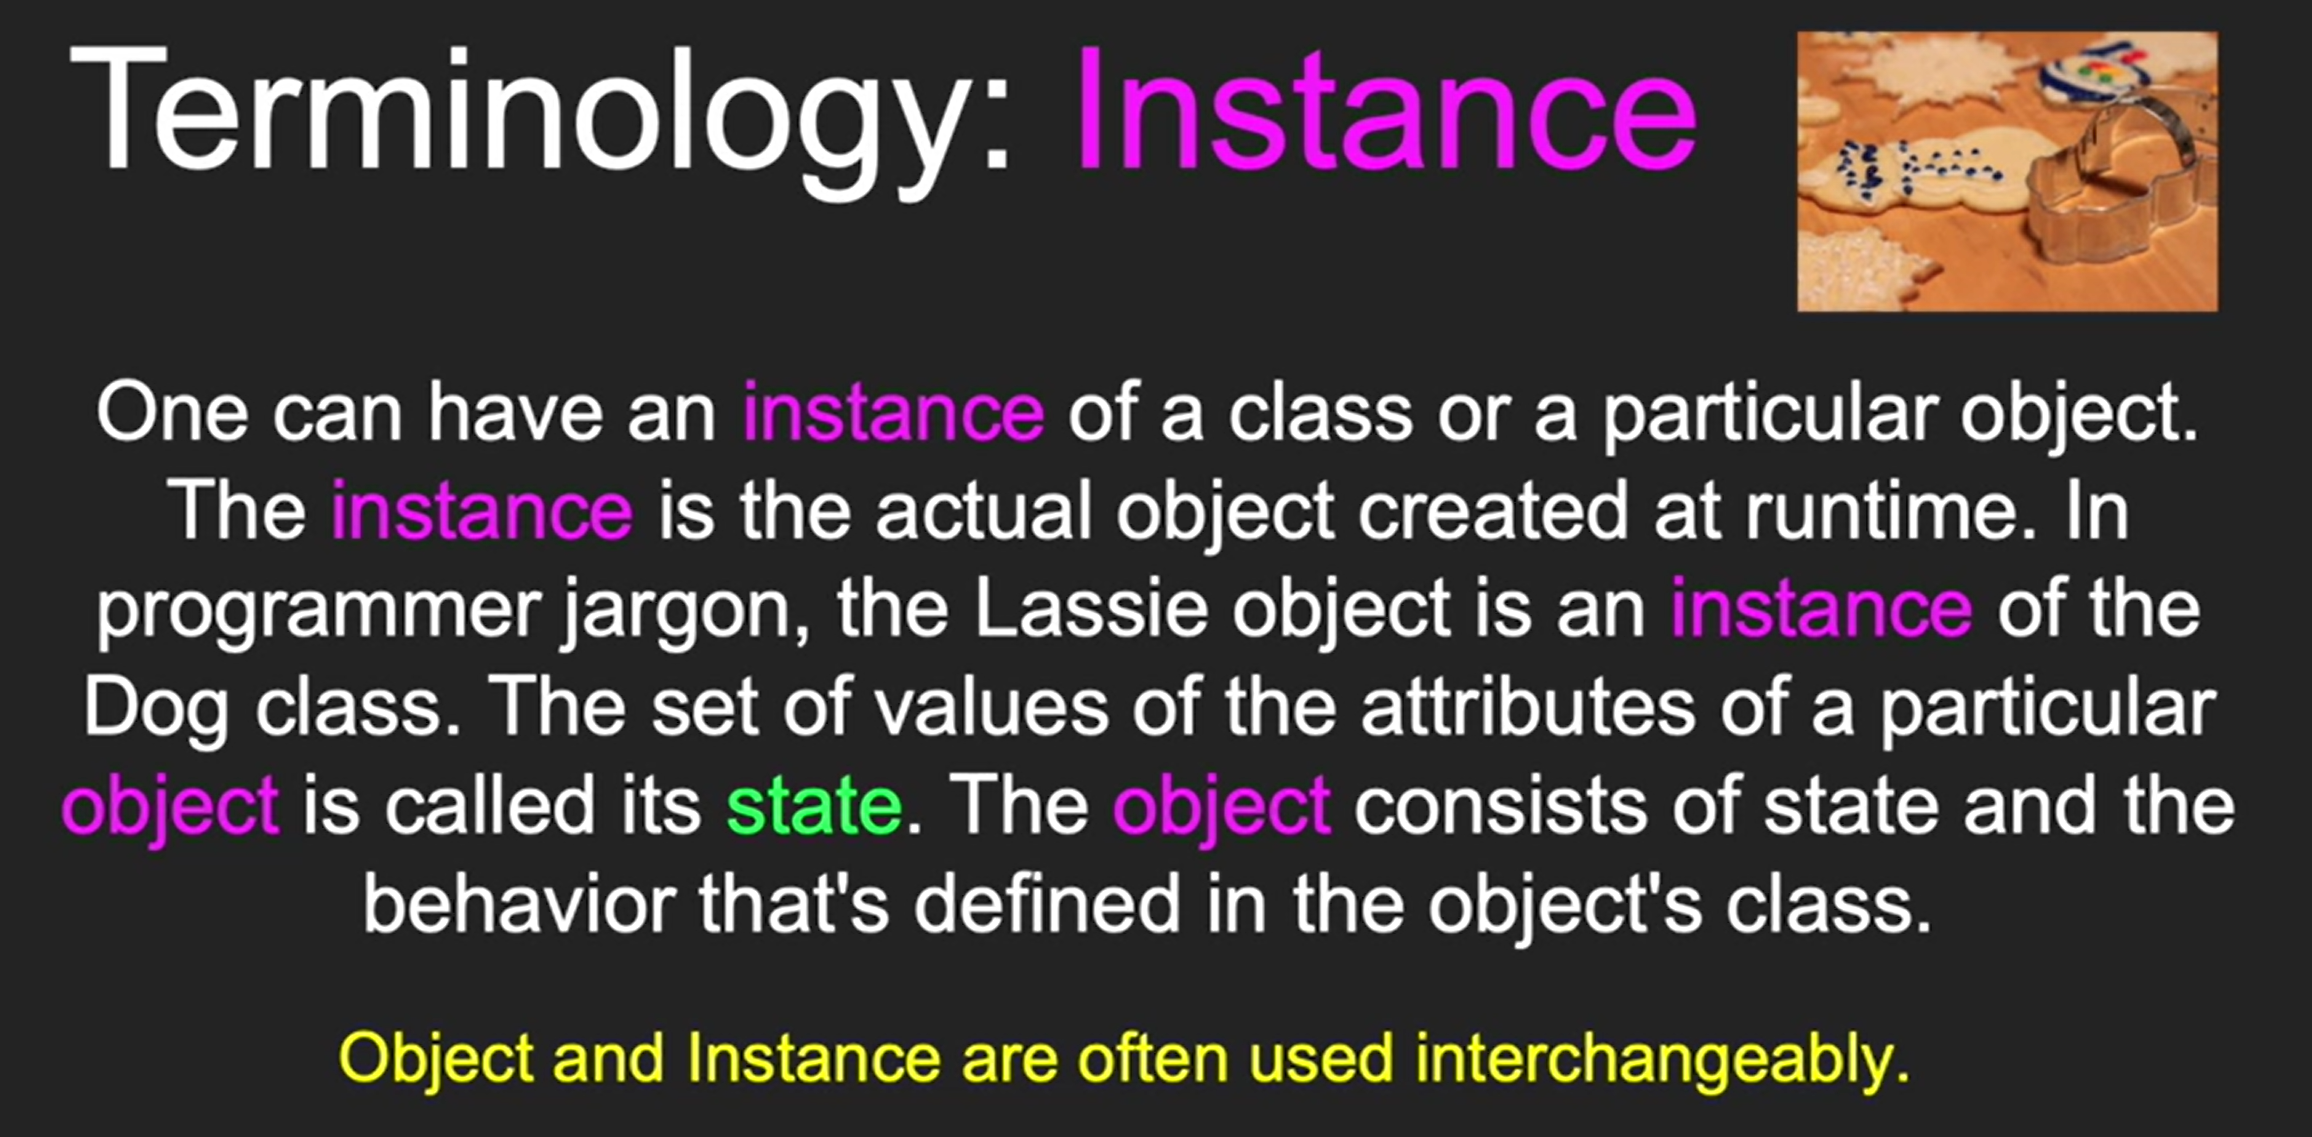 Terminology: Instance
One can have an instance of a class or a particular object.
The instance is the actual object created at runtime. In
programmer jargon, the Lassie object is an instance of the
Dog class. The set of values of the attributes of a particular
object is called its state. The object consists of state and the
behavior that's defined in the object's class.
Object and Instance are often used interchangeably.